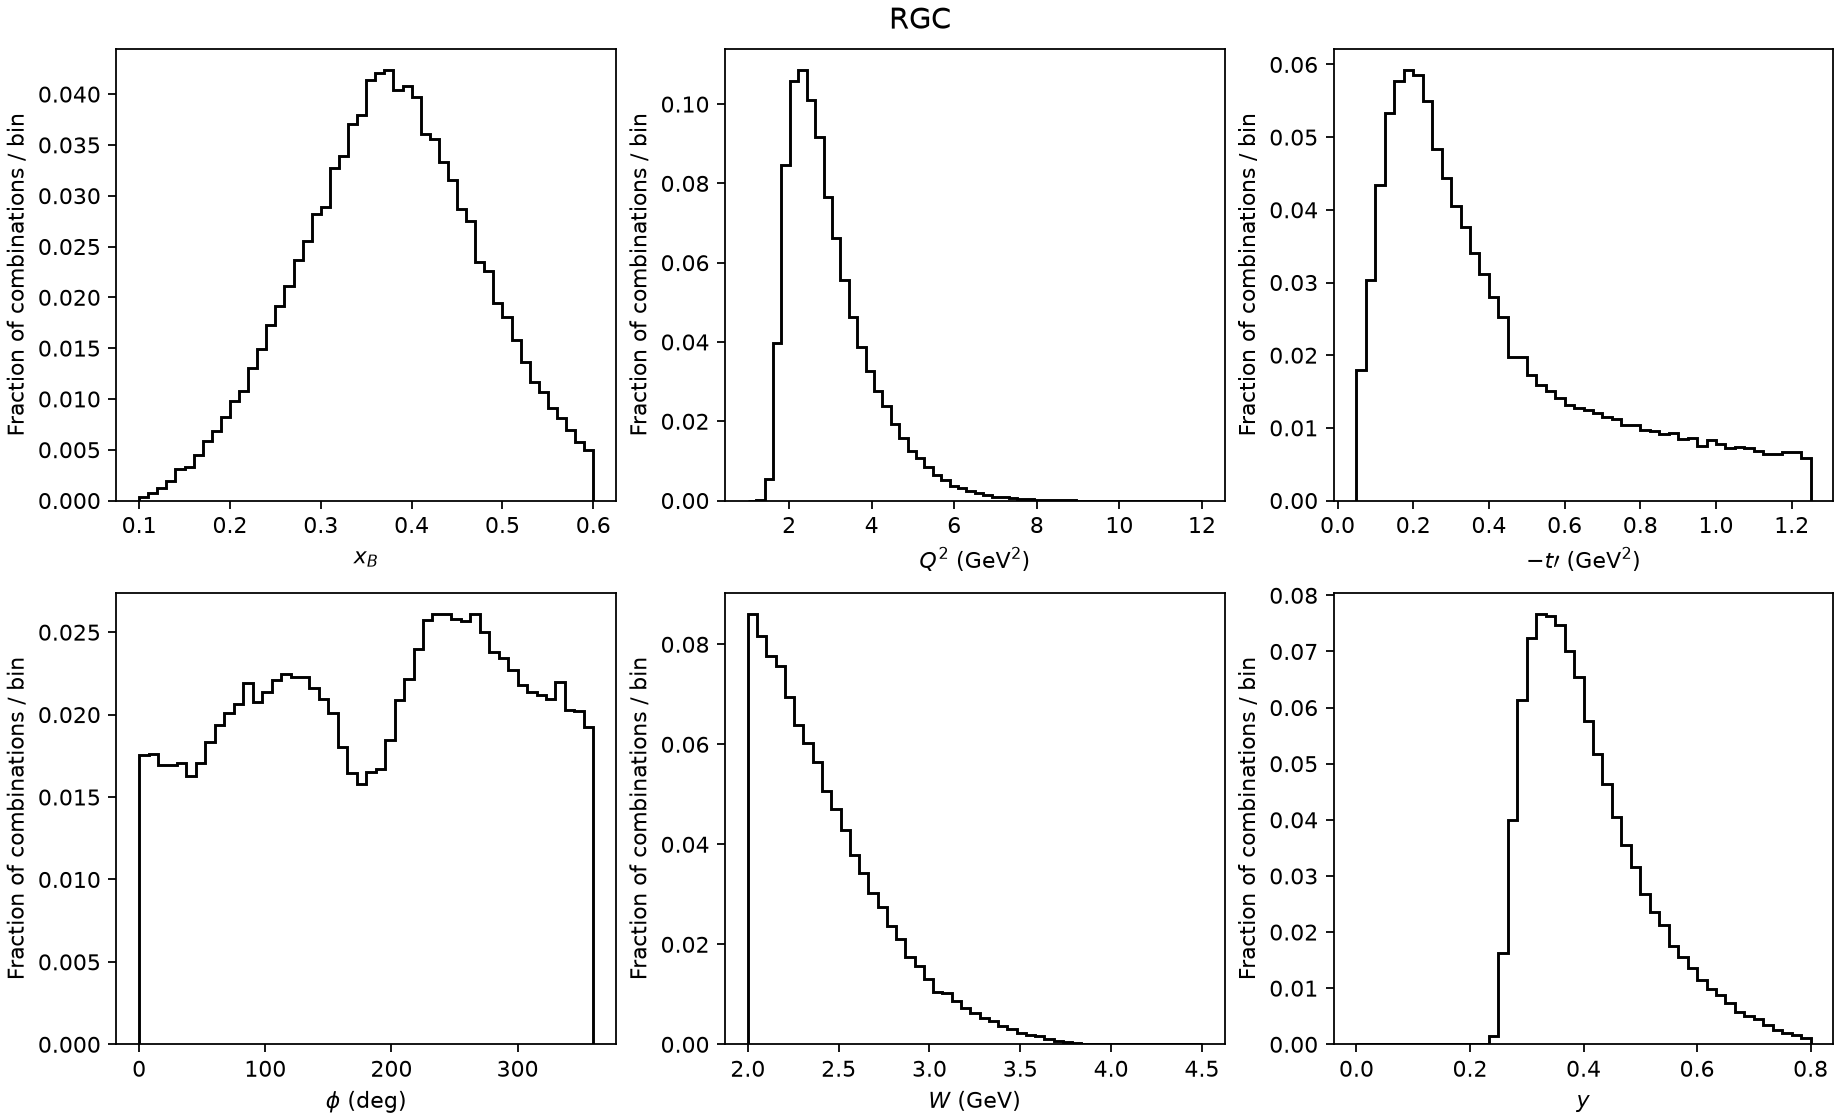 RGC
Fraction of combinations / bin
0.040
0.035
0.030
0.025
0.020
0.015
0.010
0.005
0.000
0.1 0.2 0.3 0.4 0.5 0.6
x_B
Fraction of combinations / bin
0.10
0.08
0.06
0.04
0.02
0.00
2 4 6 8 10 12
Q² (GeV²)
Fraction of combinations / bin
0.06
0.05
0.04
0.03
0.02
0.01
0.00
0.0 0.2 0.4 0.6 0.8 1.0 1.2
−t′ (GeV²)
Fraction of combinations / bin
0.025
0.020
0.015
0.010
0.005
0.000
0 100 200 300
ϕ (deg)
Fraction of combinations / bin
0.08
0.06
0.04
0.02
0.00
2.0 2.5 3.0 3.5 4.0 4.5
W (GeV)
Fraction of combinations / bin
0.08
0.07
0.06
0.05
0.04
0.03
0.02
0.01
0.00
0.0 0.2 0.4 0.6 0.8
y